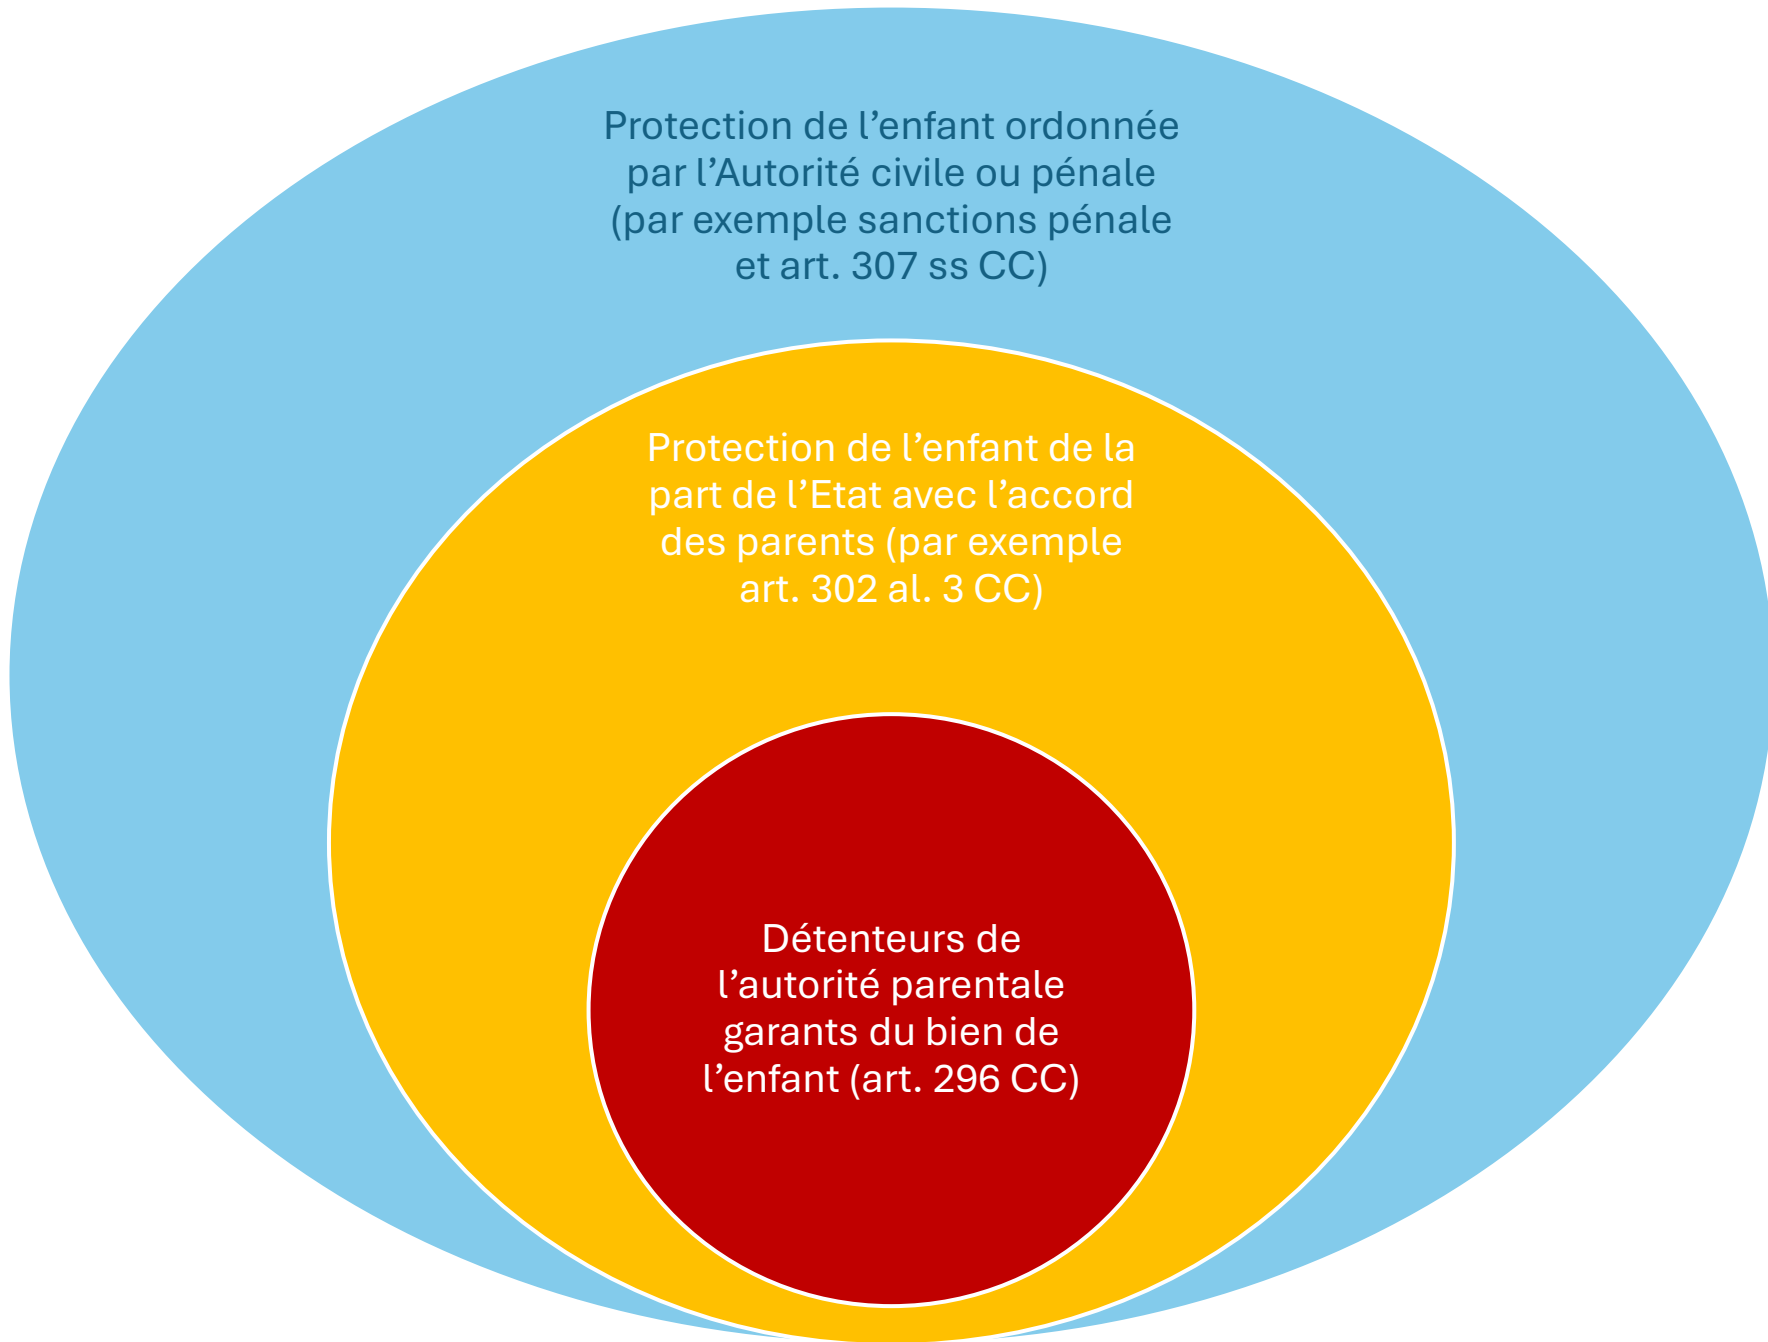 Protection de l’enfant ordonnée
par l’Autorité civile ou pénale
(par exemple sanctions pénale
et art. 307 ss CC)
Protection de l’enfant de la
part de l’Etat avec l’accord
des parents (par exemple
art. 302 al. 3 CC)
Détenteurs de
l’autorité parentale
garants du bien de
l’enfant (art. 296 CC)